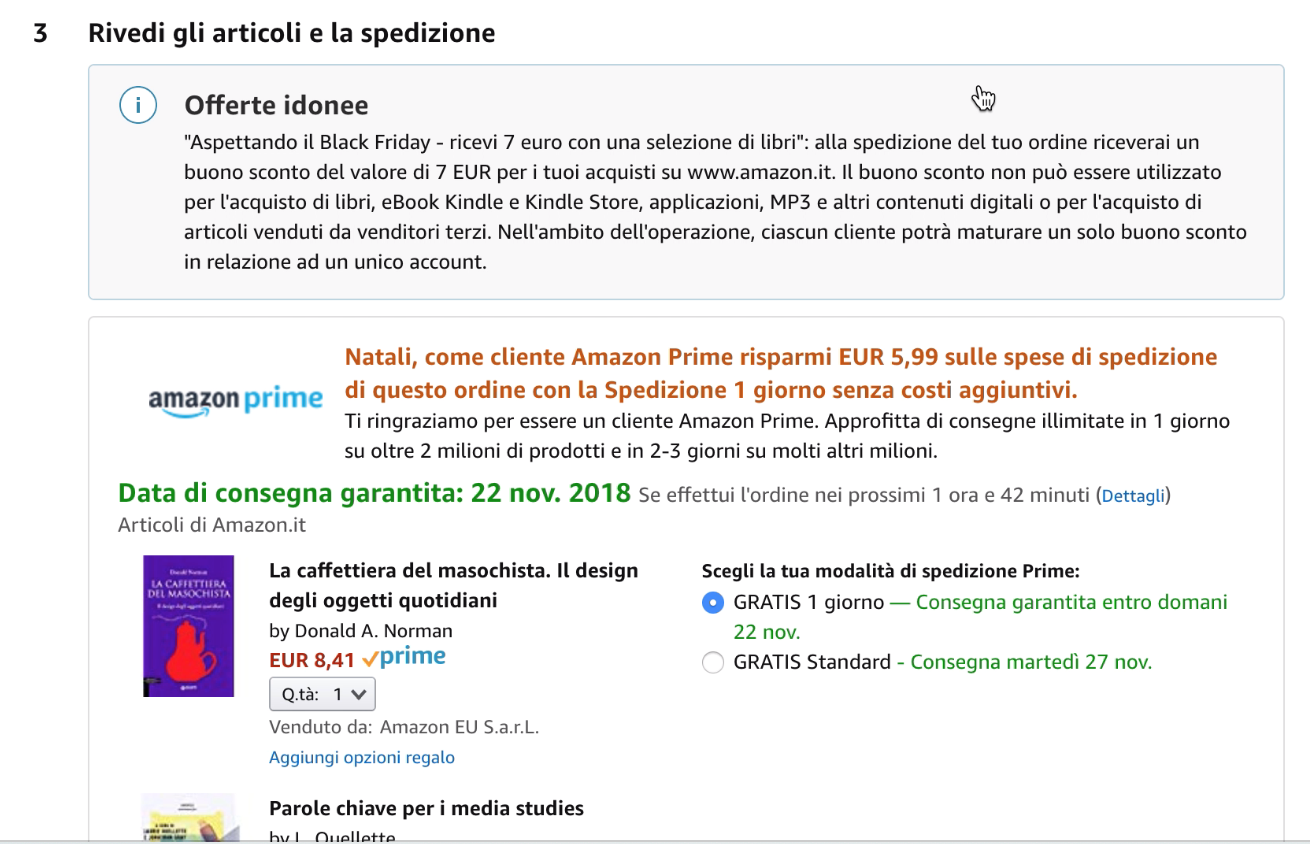 3 Rivedi gli articoli e la spedizione
i Offerte idonee
"Aspettando il Black Friday - ricevi 7 euro con una selezione di libri": alla spedizione del tuo ordine riceverai un
buono sconto del valore di 7 EUR per i tuoi acquisti su www.amazon.it. Il buono sconto non può essere utilizzato
per l'acquisto di libri, eBook Kindle e Kindle Store, applicazioni, MP3 e altri contenuti digitali o per l'acquisto di
articoli venduti da venditori terzi. Nell'ambito dell'operazione, ciascun cliente potrà maturare un solo buono sconto
in relazione ad un unico account.
amazon prime
Natali, come cliente Amazon Prime risparmi EUR 5,99 sulle spese di spedizione
di questo ordine con la Spedizione 1 giorno senza costi aggiuntivi.
Ti ringraziamo per essere un cliente Amazon Prime. Approfitta di consegne illimitate in 1 giorno
su oltre 2 milioni di prodotti e in 2-3 giorni su molti altri milioni.
Data di consegna garantita: 22 nov. 2018 Se effettui l'ordine nei prossimi 1 ora e 42 minuti (Dettagli)
Articoli di Amazon.it
Donald Norman
LA CAFFETTIERA
DEL MASOCHISTA
Il design degli oggetti quotidiani
La caffettiera del masochista. Il design
degli oggetti quotidiani
by Donald A. Norman
EUR 8,41 prime
Q.tà: 1
Venduto da: Amazon EU S.a.r.L.
Aggiungi opzioni regalo
Scegli la tua modalità di spedizione Prime:
GRATIS 1 giorno — Consegna garantita entro domani
22 nov.
GRATIS Standard - Consegna martedì 27 nov.
Parole chiave per i media studies
by L. Ouellette